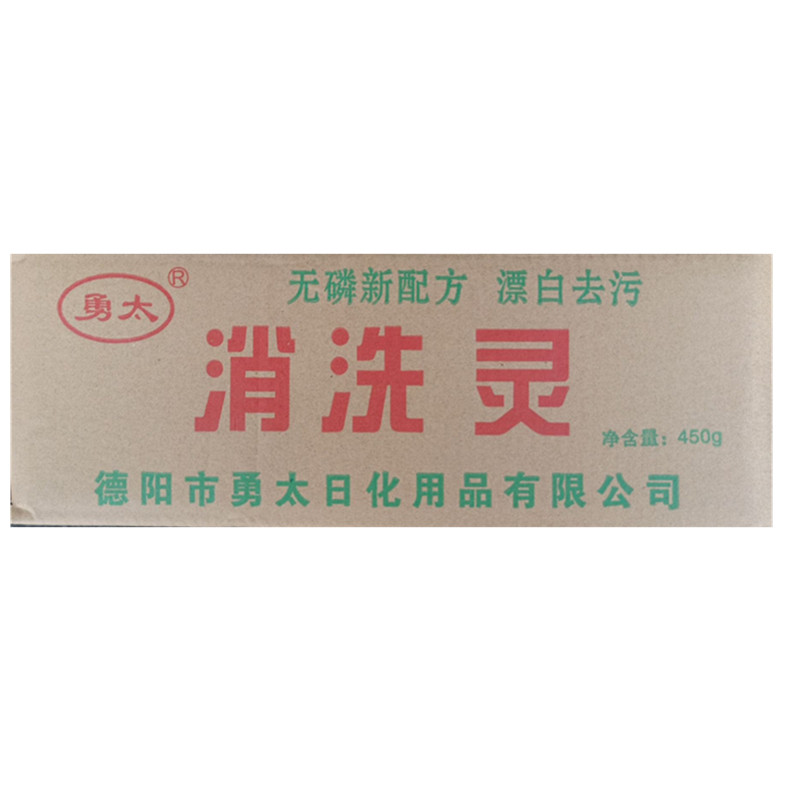 勇太®
无磷新配方 漂白去污
消洗灵
净含量：450g
德阳市勇太日化用品有限公司